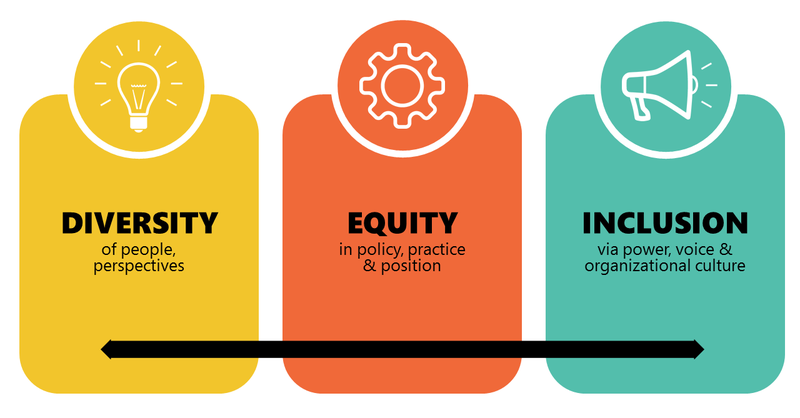 DIVERSITY
of people,
perspectives
EQUITY
in policy, practice
& position
INCLUSION
via power, voice &
organizational culture